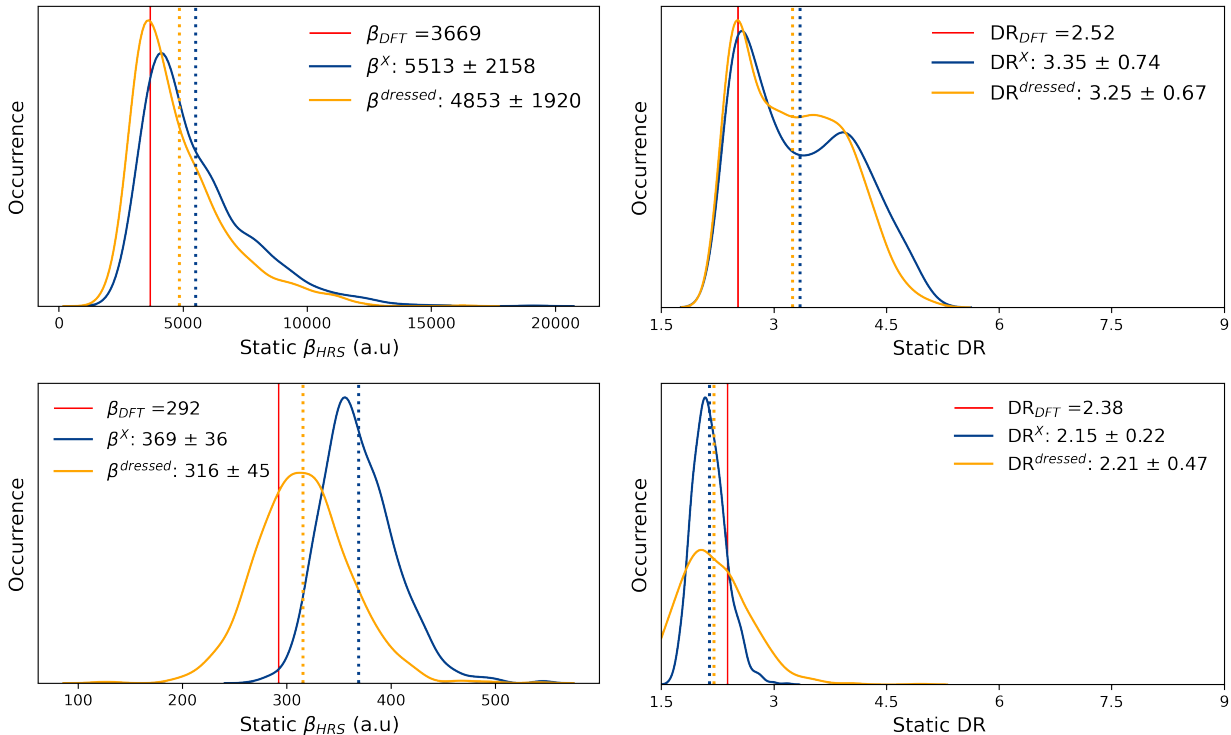 β_DFT =3669
β^X: 5513 ± 2158
β^dressed: 4853 ± 1920
Occurrence
0 5000 10000 15000 20000
Static β_HRS (a.u)
DR_DFT =2.52
DR^X: 3.35 ± 0.74
DR^dressed: 3.25 ± 0.67
Occurrence
1.5 3 4.5 6 7.5 9
Static DR
β_DFT =292
β^X: 369 ± 36
β^dressed: 316 ± 45
Occurrence
100 200 300 400 500
Static β_HRS (a.u)
DR_DFT =2.38
DR^X: 2.15 ± 0.22
DR^dressed: 2.21 ± 0.47
Occurrence
1.5 3 4.5 6 7.5 9
Static DR